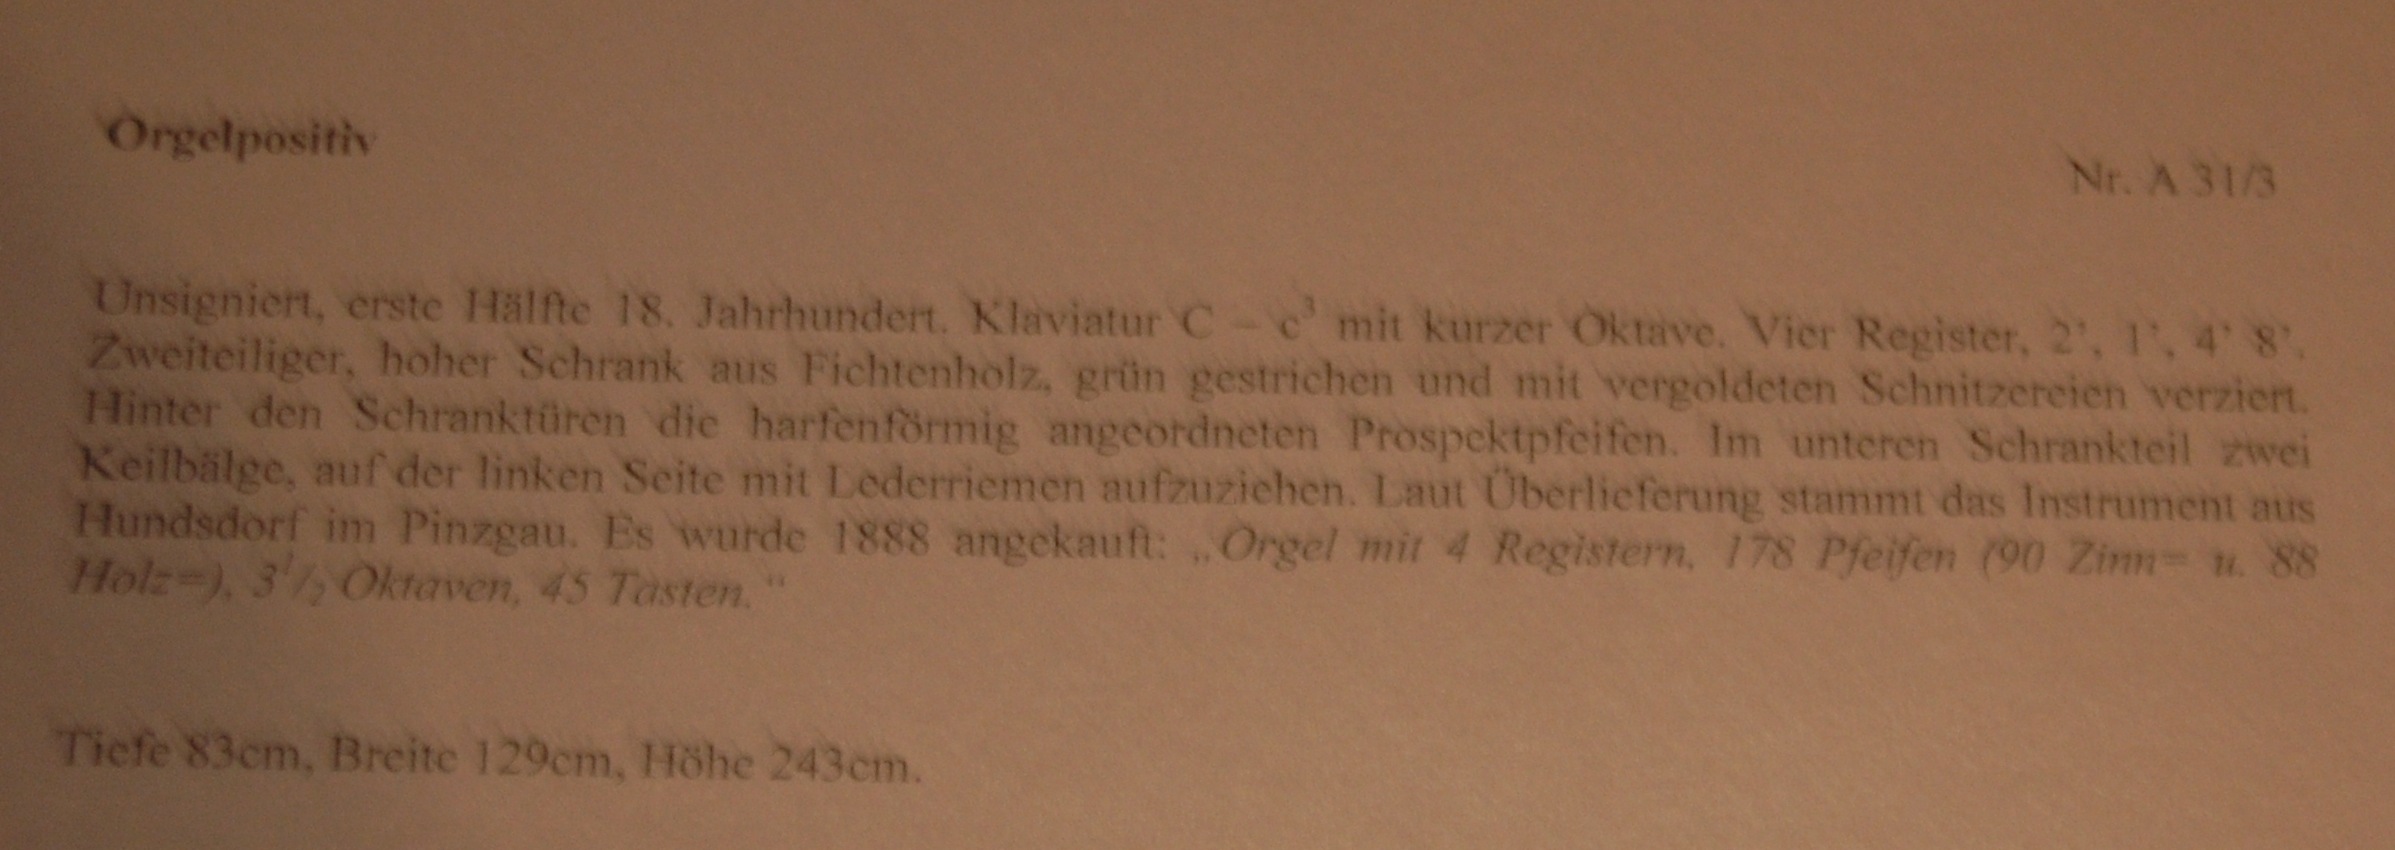 Orgelpositiv
Nr. A 31/3
Unsigniert, erste Hälfte 18. Jahrhundert. Klaviatur C – c³ mit kurzer Oktave. Vier Register, 2’, 1’, 4’ 8’.
Zweiteiliger, hoher Schrank aus Fichtenholz, grün gestrichen und mit vergoldeten Schnitzereien verziert.
Hinter den Schranktüren die harfenförmig angeordneten Prospektpfeifen. Im unteren Schrankteil zwei
Keilbälge, auf der linken Seite mit Lederriemen aufzuziehen. Laut Überlieferung stammt das Instrument aus
Hundsdorf im Pinzgau. Es wurde 1888 angekauft: „Orgel mit 4 Registern, 178 Pfeifen (90 Zinn= u. 88
Holz=), 3¹/₂ Oktaven, 45 Tasten.“
Tiefe 83cm, Breite 129cm, Höhe 243cm.